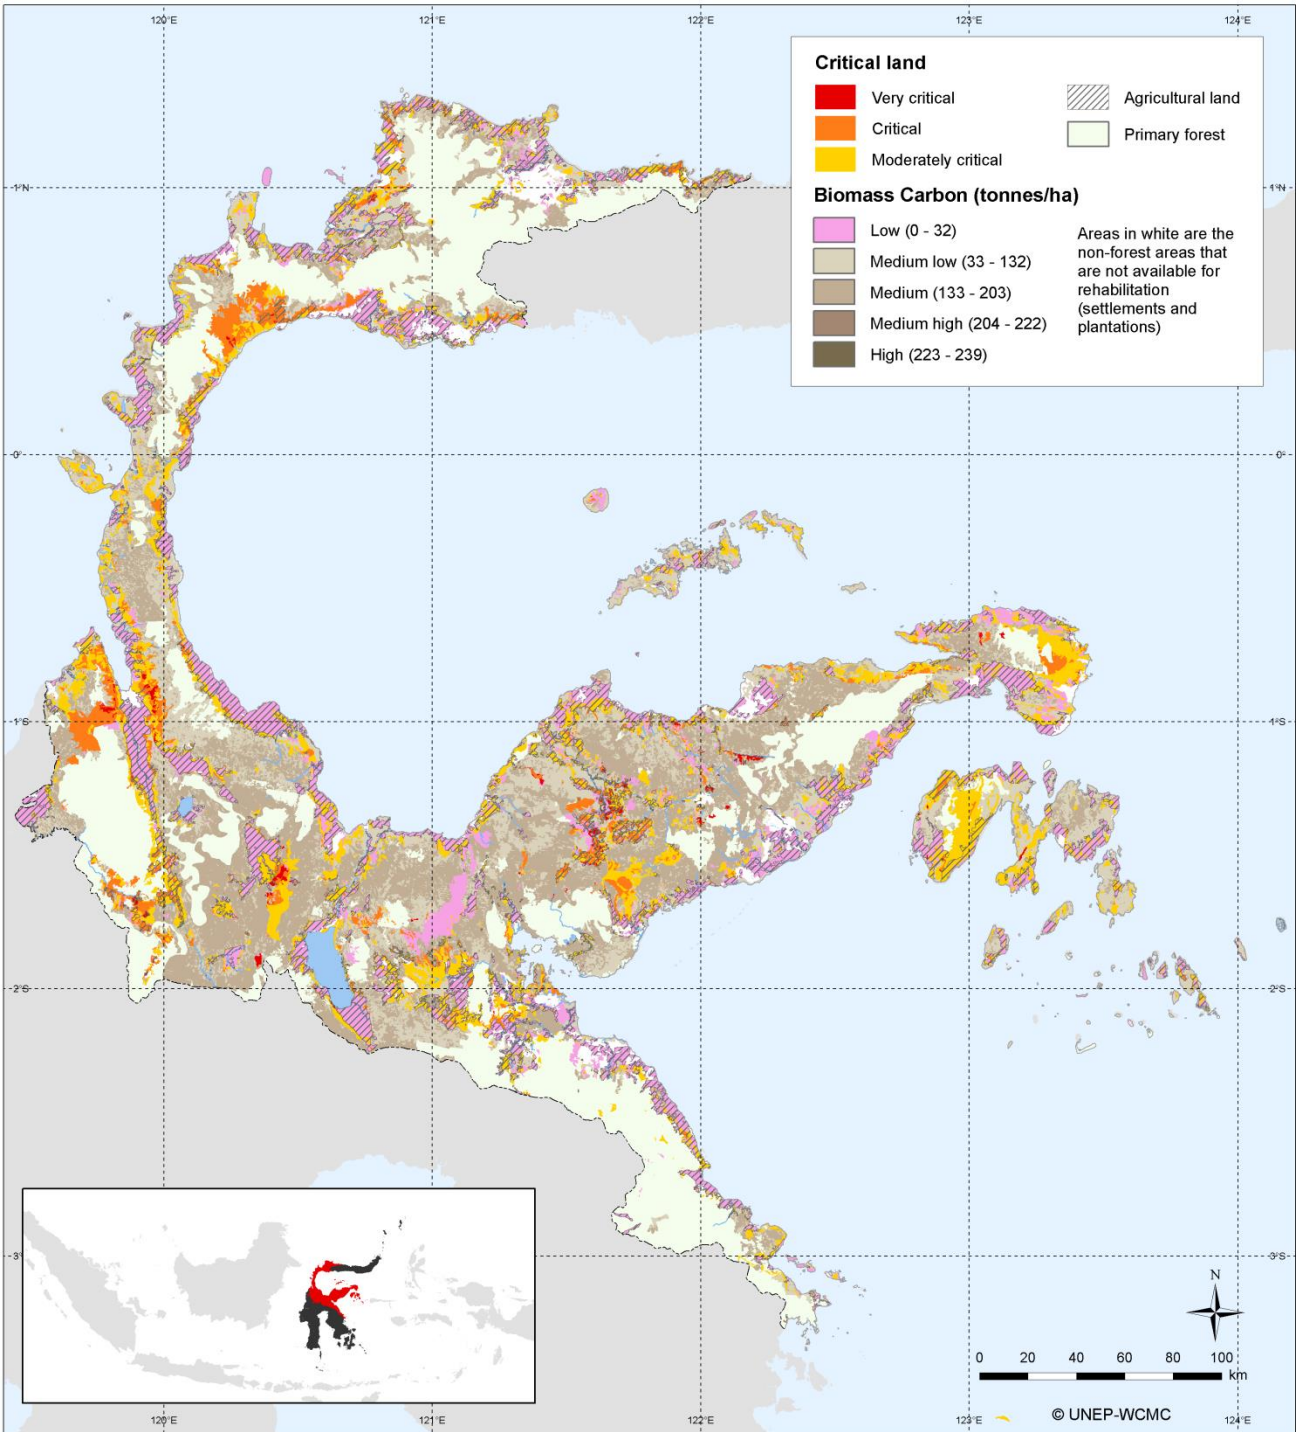 120°E
121°E
122°E
123°E
124°E
Critical land
Very critical
Critical
Moderately critical
Agricultural land
Primary forest
Biomass Carbon (tonnes/ha)
Low (0 - 32)
Medium low (33 - 132)
Medium (133 - 203)
Medium high (204 - 222)
High (223 - 239)
Areas in white are the
non-forest areas that
are not available for
rehabilitation
(settlements and
plantations)
1°N
1°N
0°
0°
1°S
1°S
2°S
2°S
3°S
3°S
N
0 20 40 60 80 100
km
© UNEP-WCMC
120°E
121°E
122°E
123°E
124°E